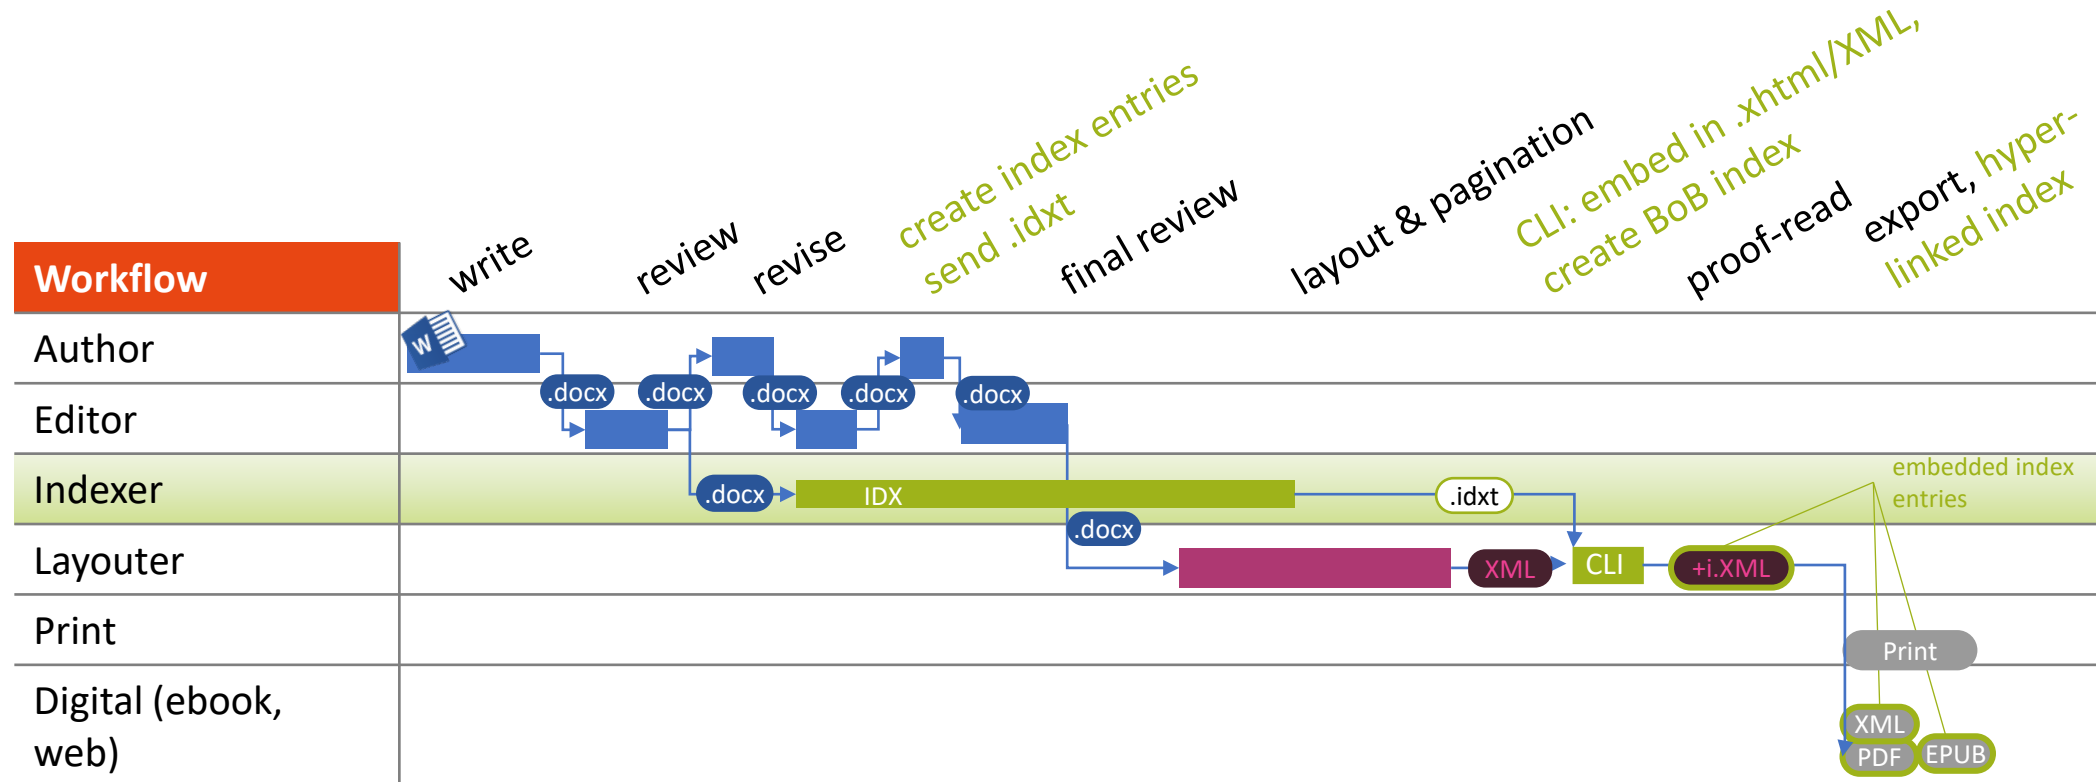 write
review
revise
create index entries
send .idxt
final review
layout & pagination
CLI: embed in .xhtml/XML,
create BoB index
proof-read
export, hyper-
linked index
Workflow
Author
W
.docx
.docx
.docx
.docx
.docx
Editor
Indexer
.docx
IDX
.idxt
embedded index
entries
.docx
Layouter
XML
CLI
+i.XML
Print
Print
Digital (ebook,
web)
XML
PDF
EPUB